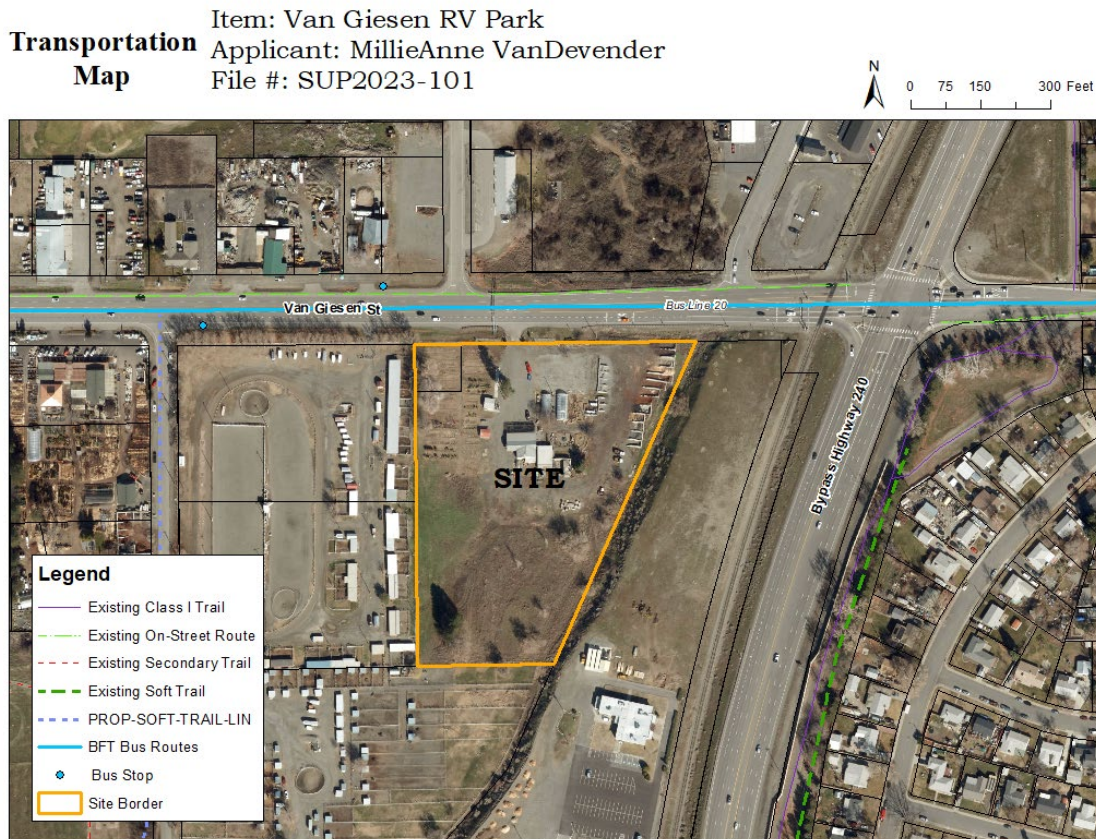 Transportation
Map
Item: Van Giesen RV Park
Applicant: MillieAnne VanDevender
File #: SUP2023-101
N
0 75 150 300 Feet
Van Giesen St
Bus Line 20
Bypass Highway 240
SITE
Legend
Existing Class I Trail
Existing On-Street Route
Existing Secondary Trail
Existing Soft Trail
PROP-SOFT-TRAIL-LIN
BFT Bus Routes
Bus Stop
Site Border